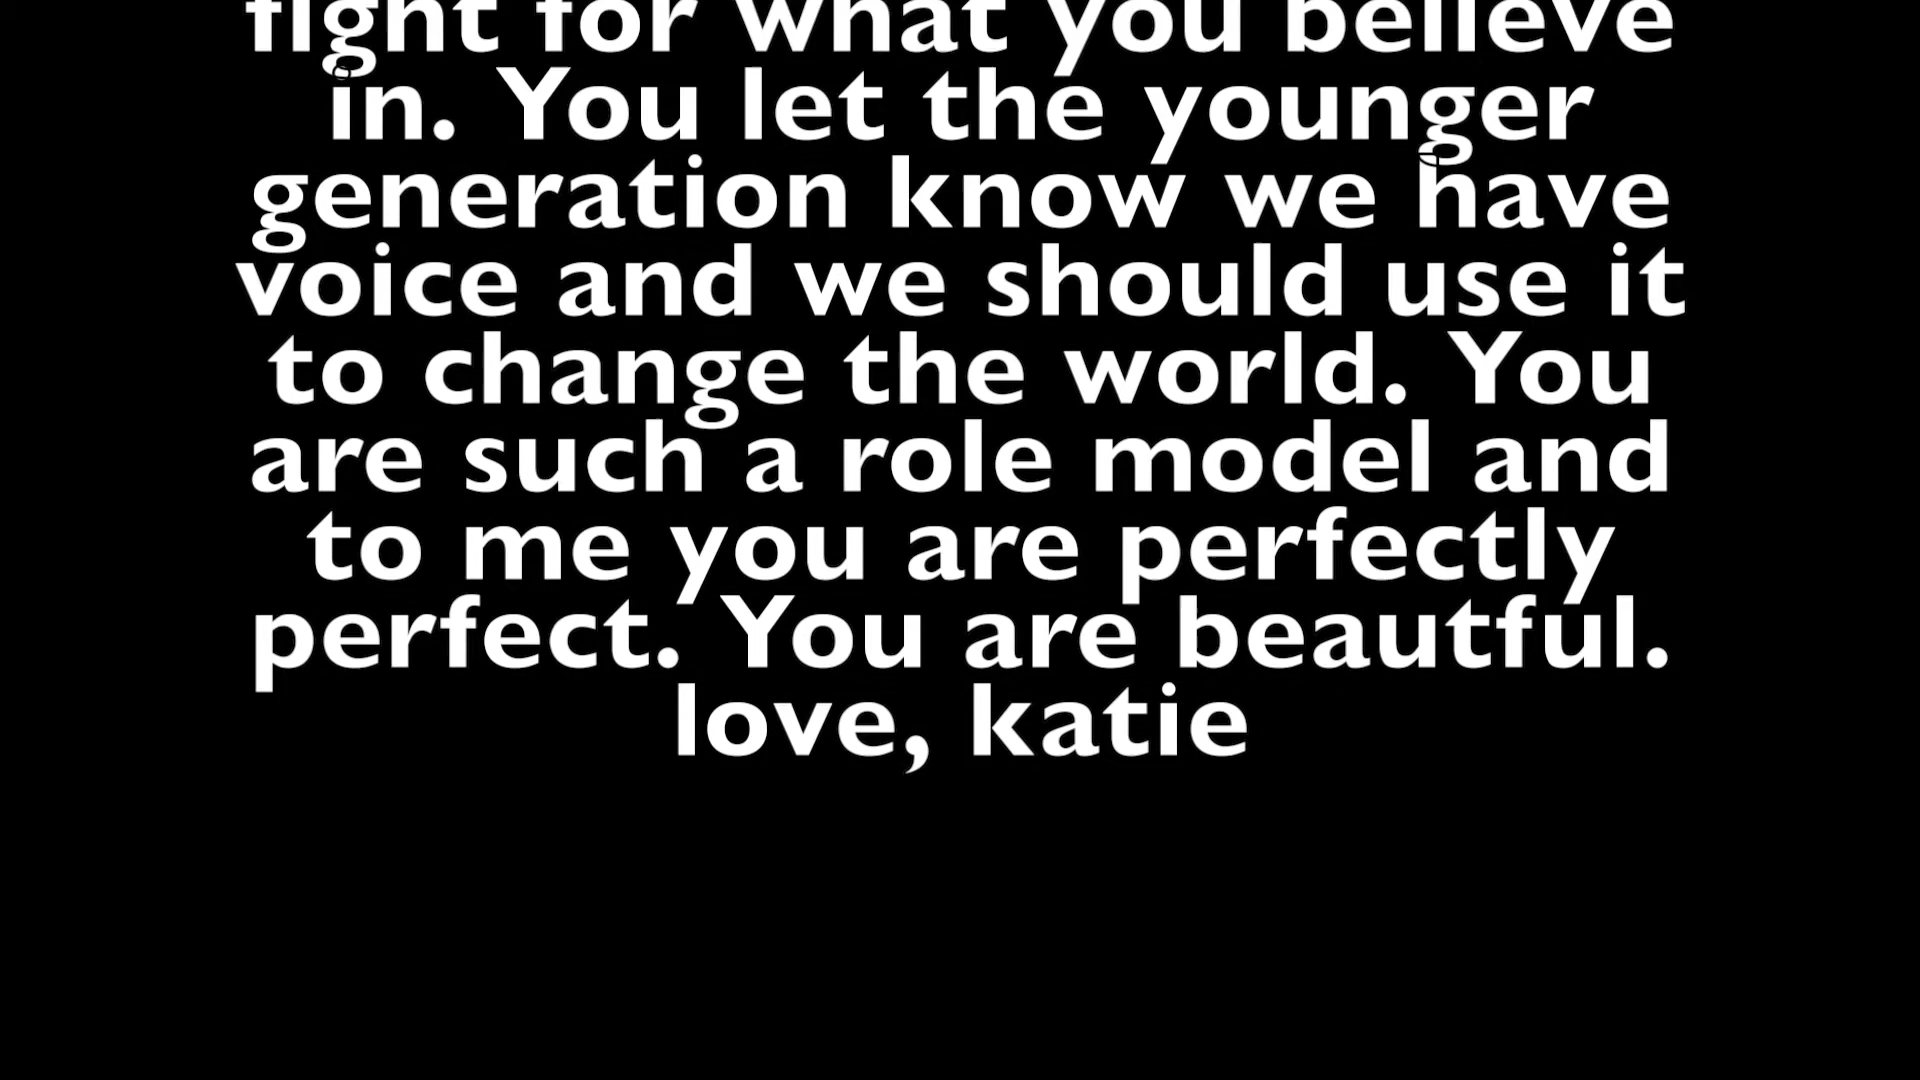 fight for what you believe
in. You let the younger
generation know we have
voice and we should use it
to change the world. You
are such a role model and
to me you are perfectly
perfect. You are beautful.
love, katie